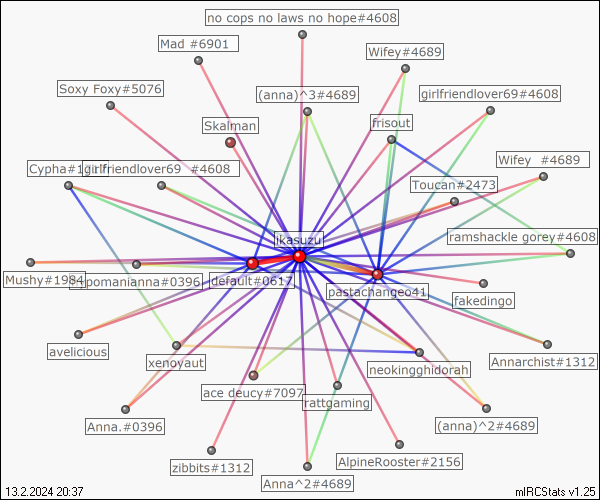 no cops no laws no hope#4608
Mad #6901
Wifey#4689
Soxy Foxy#5076
(anna)^3#4689
girlfriendlover69#4608
Skalman
frisout
Cypha#1
girlfriendlover69 #4608
Wifey #4689
Toucan#2473
ikasuzu
ramshackle gorey#4608
Mushy#1984
pomanianna#0396
default#0617
pastachangeo41
fakedingo
avelicious
xenoyaut
neokingghidorah
Annarchist#1312
ace deucy#7097
rattgaming
Anna.#0396
(anna)^2#4689
zibbits#1312
AlpineRooster#2156
Anna^2#4689
13.2.2024 20:37
mIRCStats v1.25